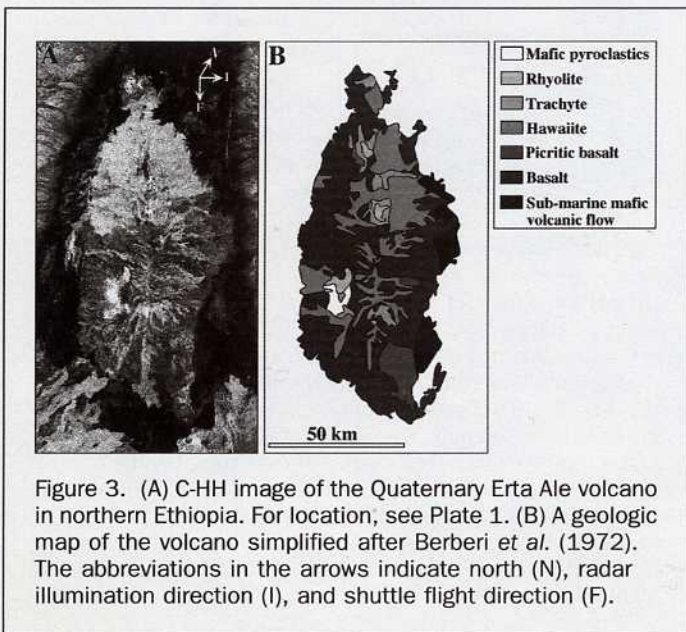 A
B
Mafic pyroclastics
Rhyolite
Trachyte
Hawaiite
Picritic basalt
Basalt
Sub-marine mafic
volcanic flow
50 km
Figure 3. (A) C-HH image of the Quaternary Erta Ale volcano
in northern Ethiopia. For location, see Plate 1. (B) A geologic
map of the volcano simplified after Berberi et al. (1972).
The abbreviations in the arrows indicate north (N), radar
illumination direction (I), and shuttle flight direction (F).